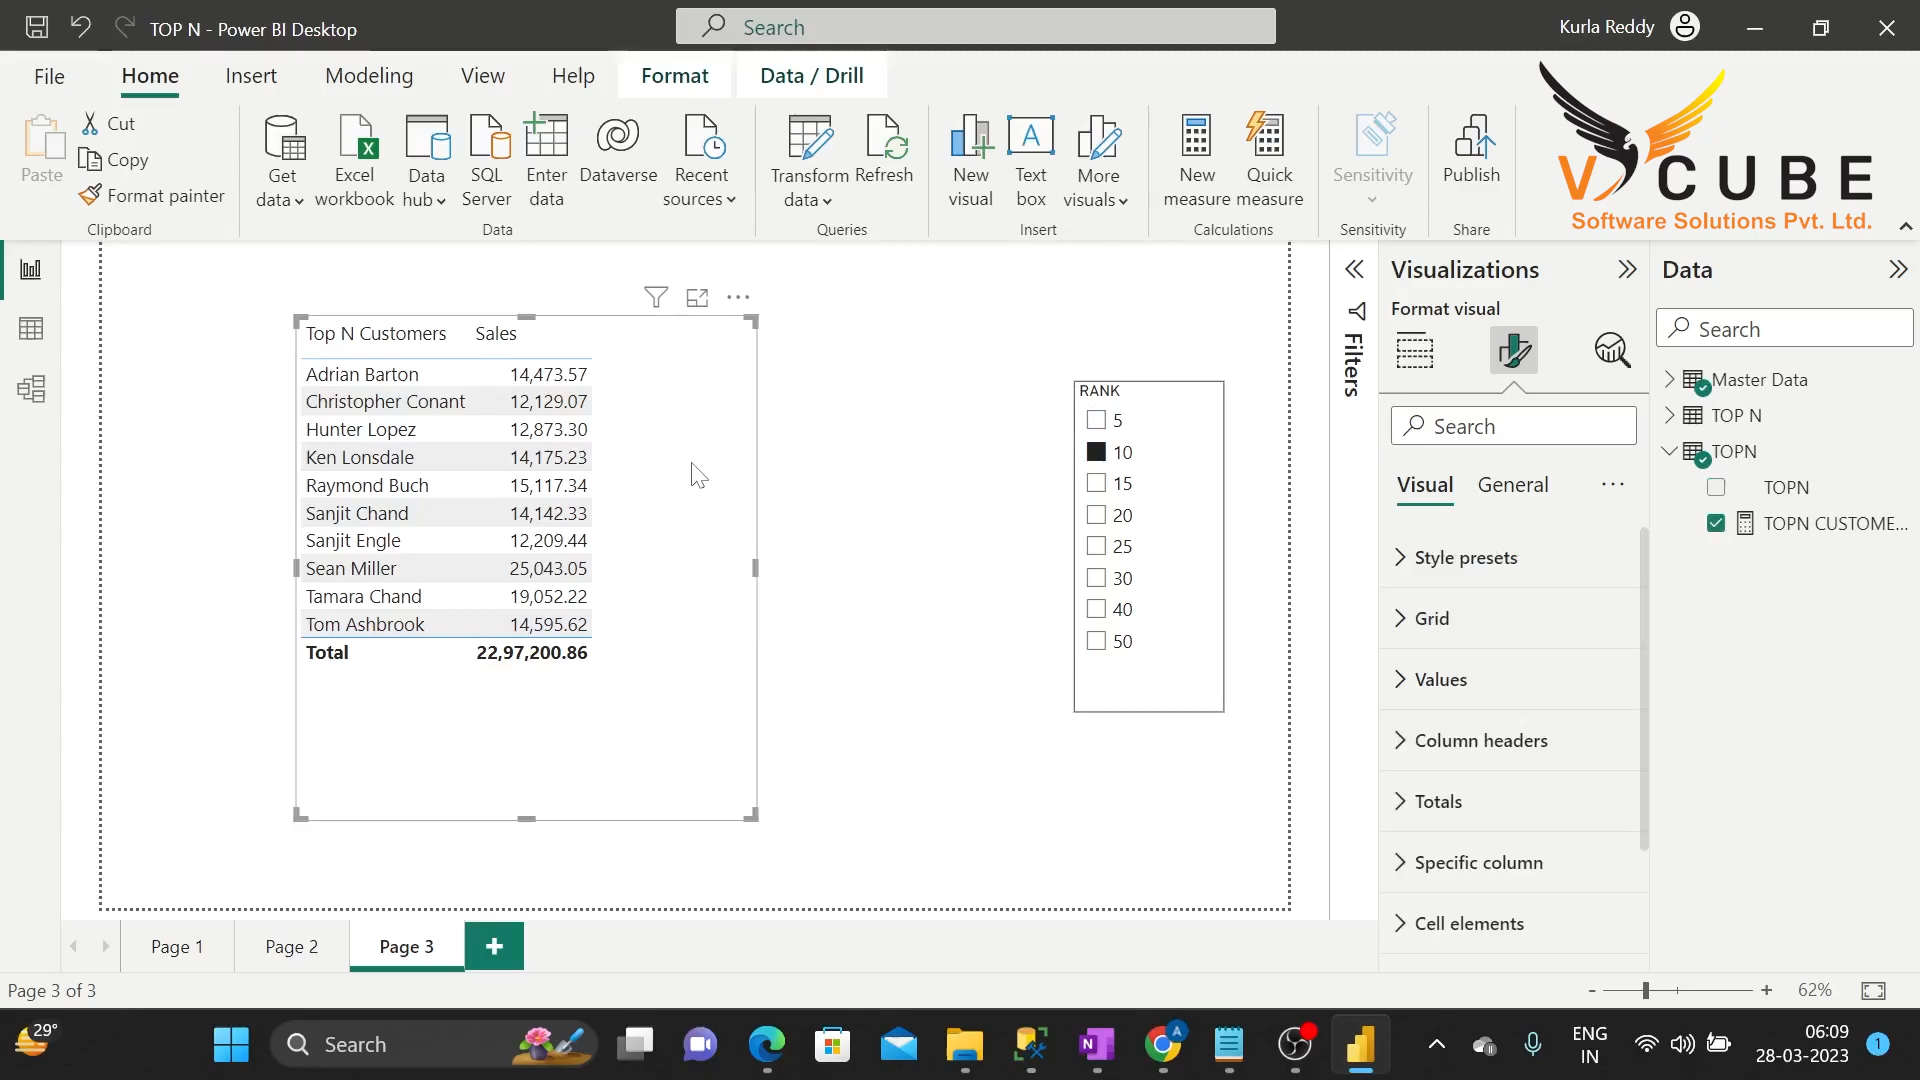 TOP N - Power BI Desktop
Search
Kurla Reddy
File
Home
Insert
Modeling
View
Help
Format
Data / Drill
Paste
Cut
Copy
Format painter
Clipboard
Get data
Excel workbook
Data hub
SQL Server
Enter data
Dataverse
Recent sources
Data
Transform data
Refresh
Queries
New visual
Text box
More visuals
Insert
New measure
Quick measure
Calculations
Sensitivity
Sensitivity
Publish
Share
V CUBE
Software Solutions Pvt. Ltd.
Top N Customers Sales
Adrian Barton 14,473.57
Christopher Conant 12,129.07
Hunter Lopez 12,873.30
Ken Lonsdale 14,175.23
Raymond Buch 15,117.34
Sanjit Chand 14,142.33
Sanjit Engle 12,209.44
Sean Miller 25,043.05
Tamara Chand 19,052.22
Tom Ashbrook 14,595.62
Total 22,97,200.86
RANK
5
10
15
20
25
30
40
50
Filters
Visualizations
Format visual
Search
Visual
General
Style presets
Grid
Values
Column headers
Totals
Specific column
Cell elements
Data
Search
Master Data
TOP N
TOPN
TOPN
TOPN CUSTOME...
Page 1
Page 2
Page 3
Page 3 of 3
62%
29°
Search
ENG
IN
06:09
28-03-2023
1